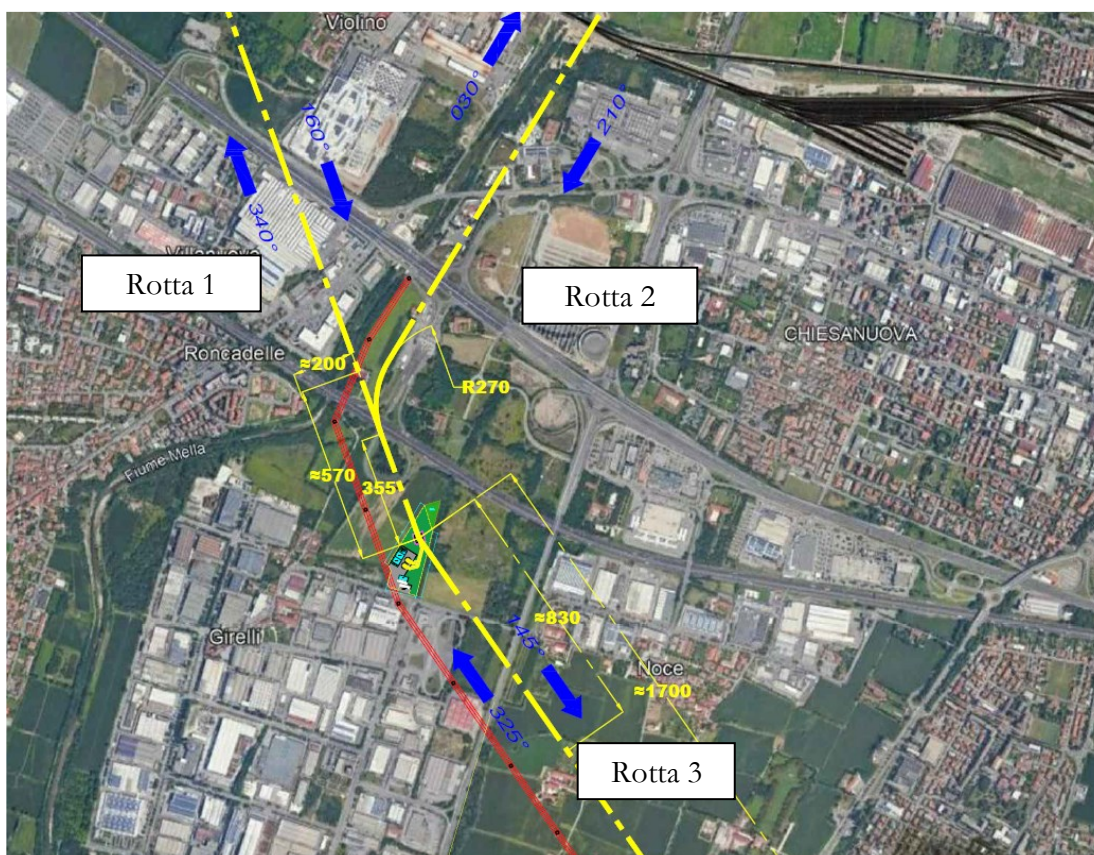 Violino
030°
160°
210°
340°
Rotta 1
Rotta 2
CHIESANUOVA
Roncadelle
≈200
R270
Fiume Mella
≈570
355
Girelli
145°
≈830
Noce
≈1700
325°
Rotta 3